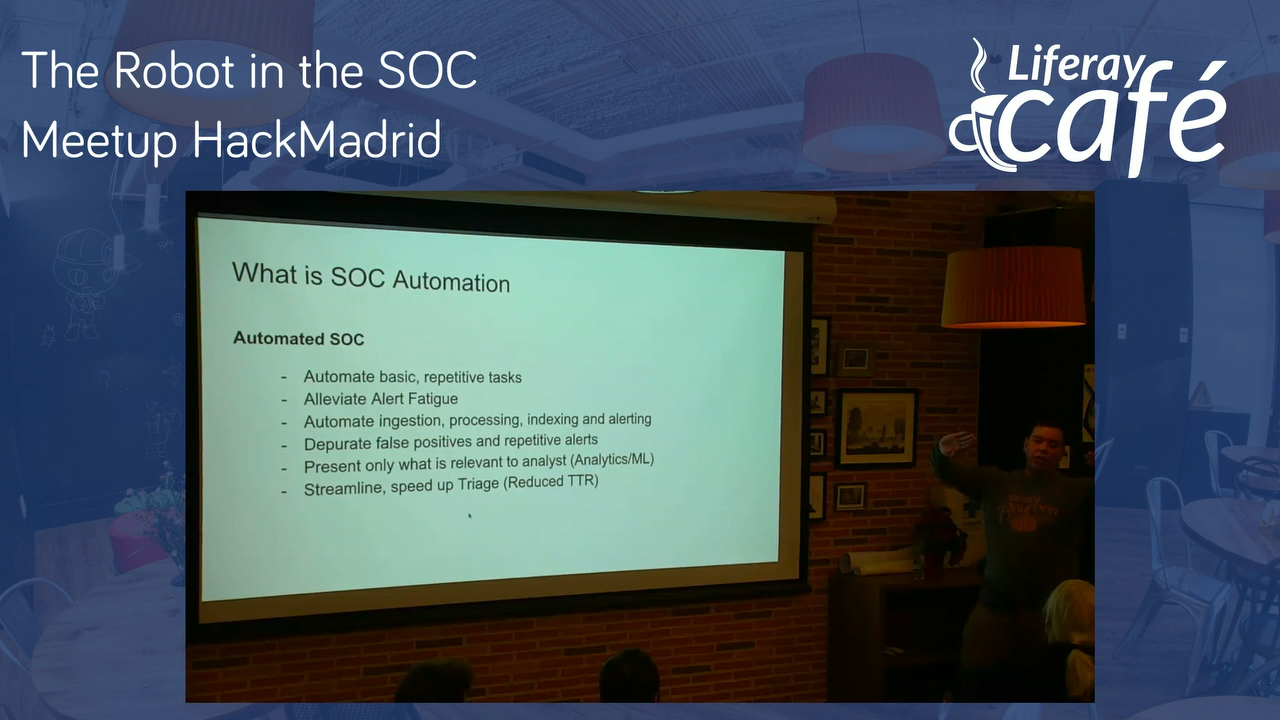 The Robot in the SOC
Meetup HackMadrid
Liferay
café
What is SOC Automation
Automated SOC
- Automate basic, repetitive tasks
- Alleviate Alert Fatigue
- Automate ingestion, processing, indexing and alerting
- Depurate false positives and repetitive alerts
- Present only what is relevant to analyst (Analytics/ML)
- Streamline, speed up Triage (Reduced TTR)